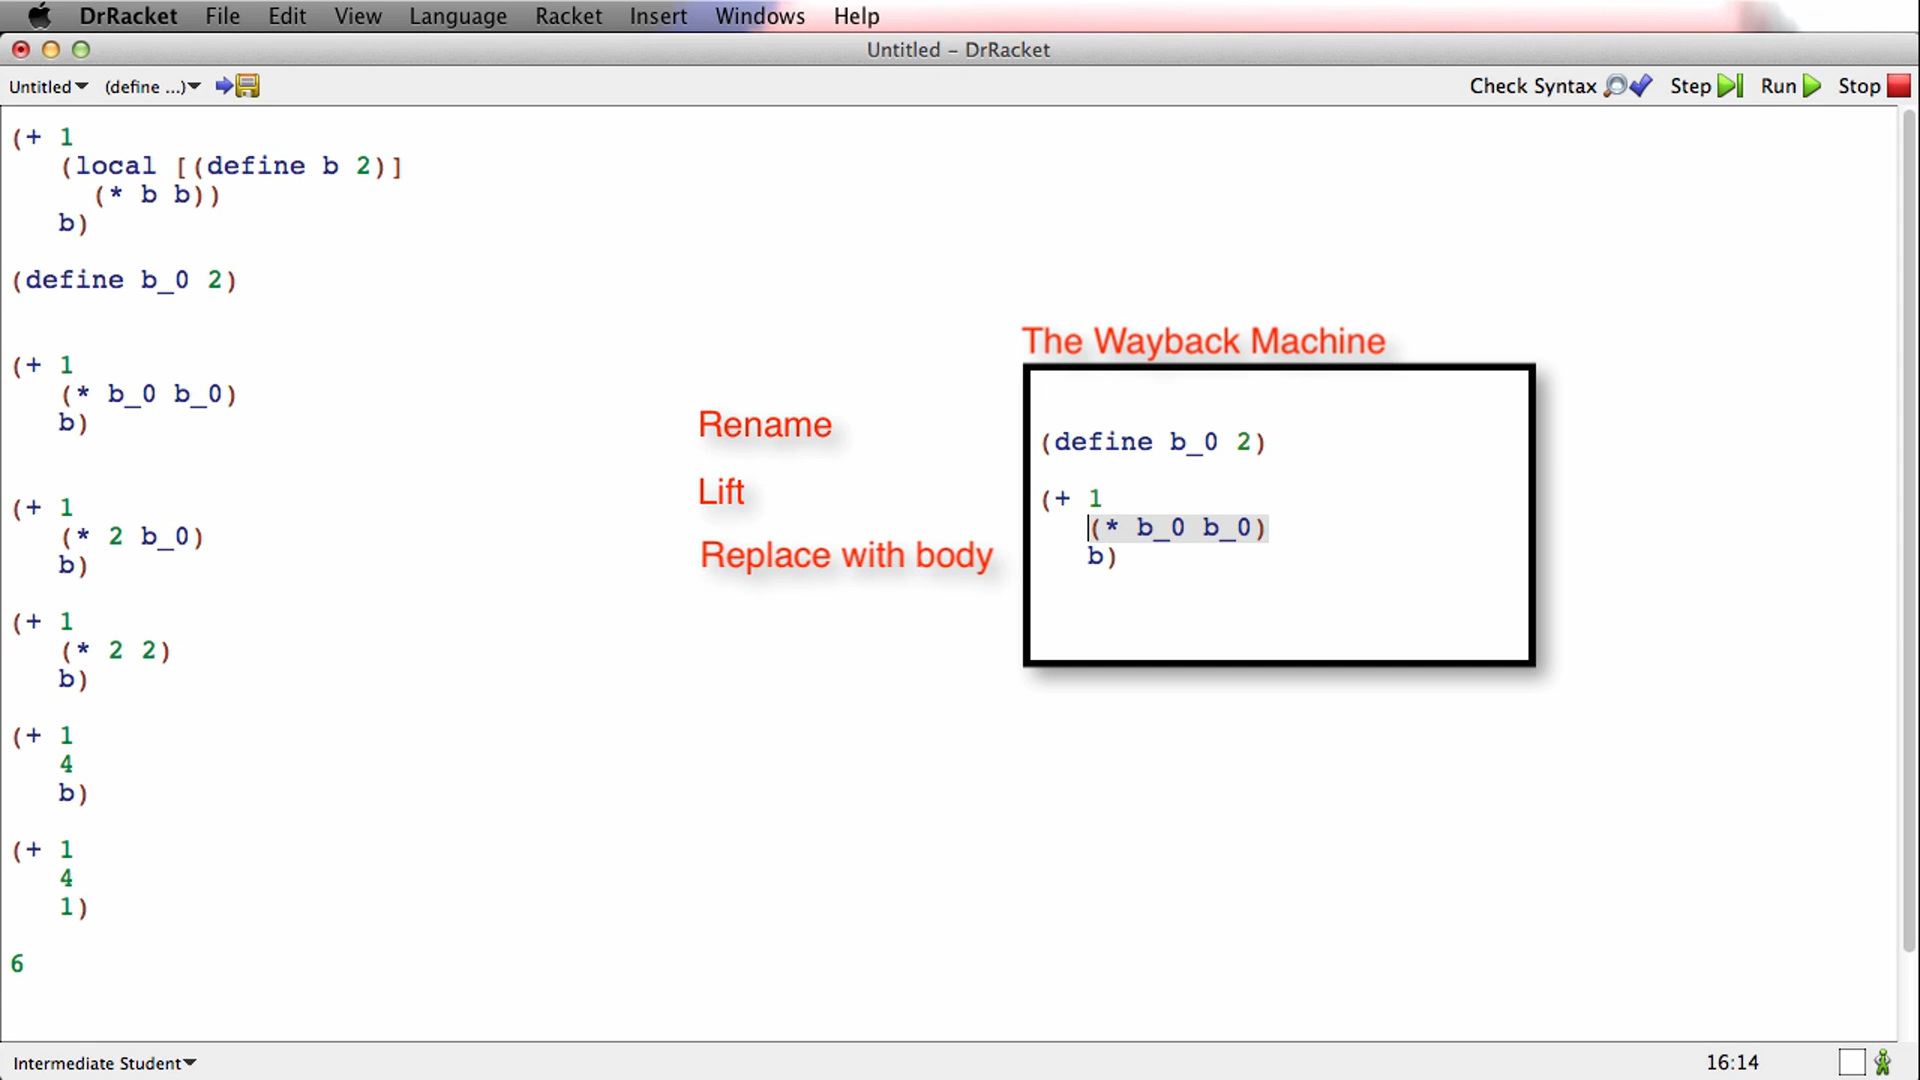 DrRacket File Edit View Language Racket Insert Windows Help
Untitled – DrRacket
Untitled (define ...) Check Syntax Step Run Stop
(+ 1
(local [(define b 2)]
(* b b))
b)
(define b_0 2)
(+ 1
(* b_0 b_0)
b)
(+ 1
(* 2 b_0)
b)
(+ 1
(* 2 2)
b)
(+ 1
4
b)
(+ 1
4
1)
6
Rename
Lift
Replace with body
The Wayback Machine
(define b_0 2)
(+ 1
(* b_0 b_0)
b)
Intermediate Student 16:14